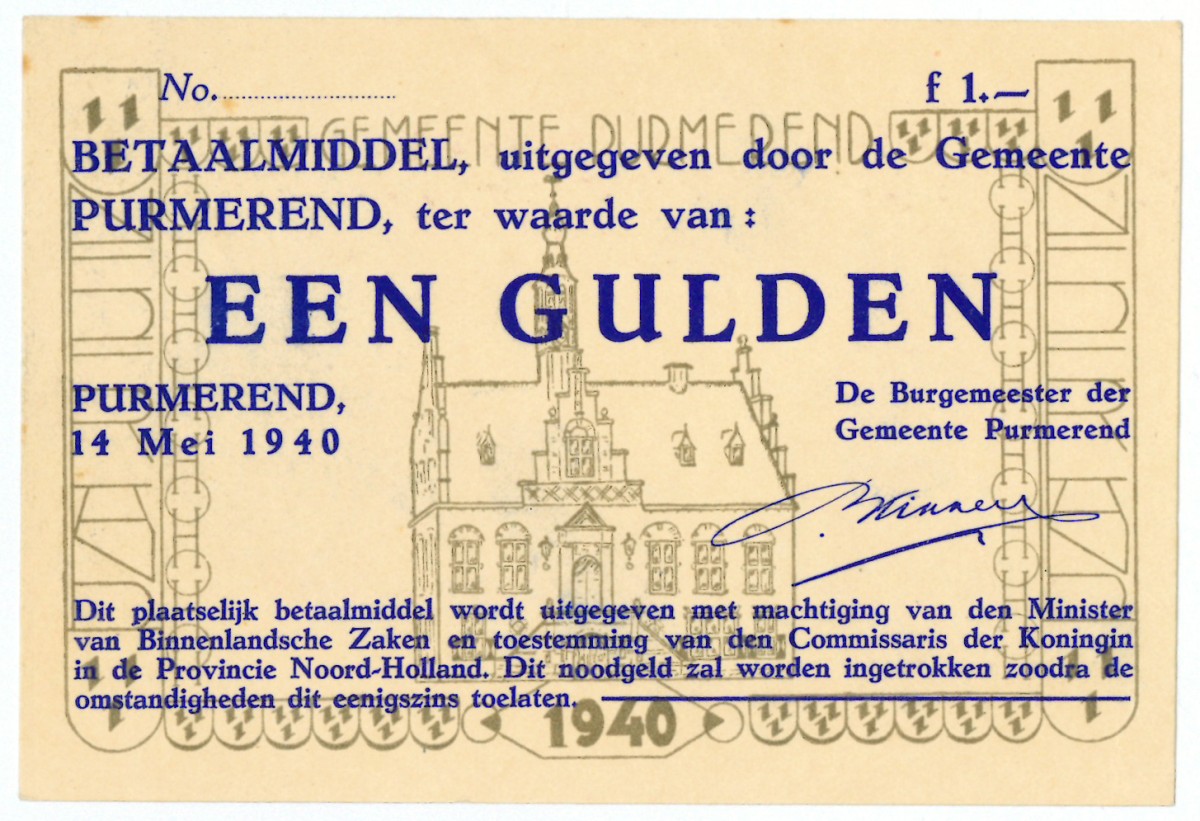 No. ............................ f 1.—
GEMEENTE PURMEREND
BETAALMIDDEL, uitgegeven door de Gemeente
PURMEREND, ter waarde van :
EEN GULDEN
PURMEREND,
14 Mei 1940
De Burgemeester der
Gemeente Purmerend
Dit plaatselijk betaalmiddel wordt uitgegeven met machtiging van den Minister
van Binnenlandsche Zaken en toestemming van den Commissaris der Koningin
in de Provincie Noord-Holland. Dit noodgeld zal worden ingetrokken zoodra de
omstandigheden dit eenigszins toelaten.
1940